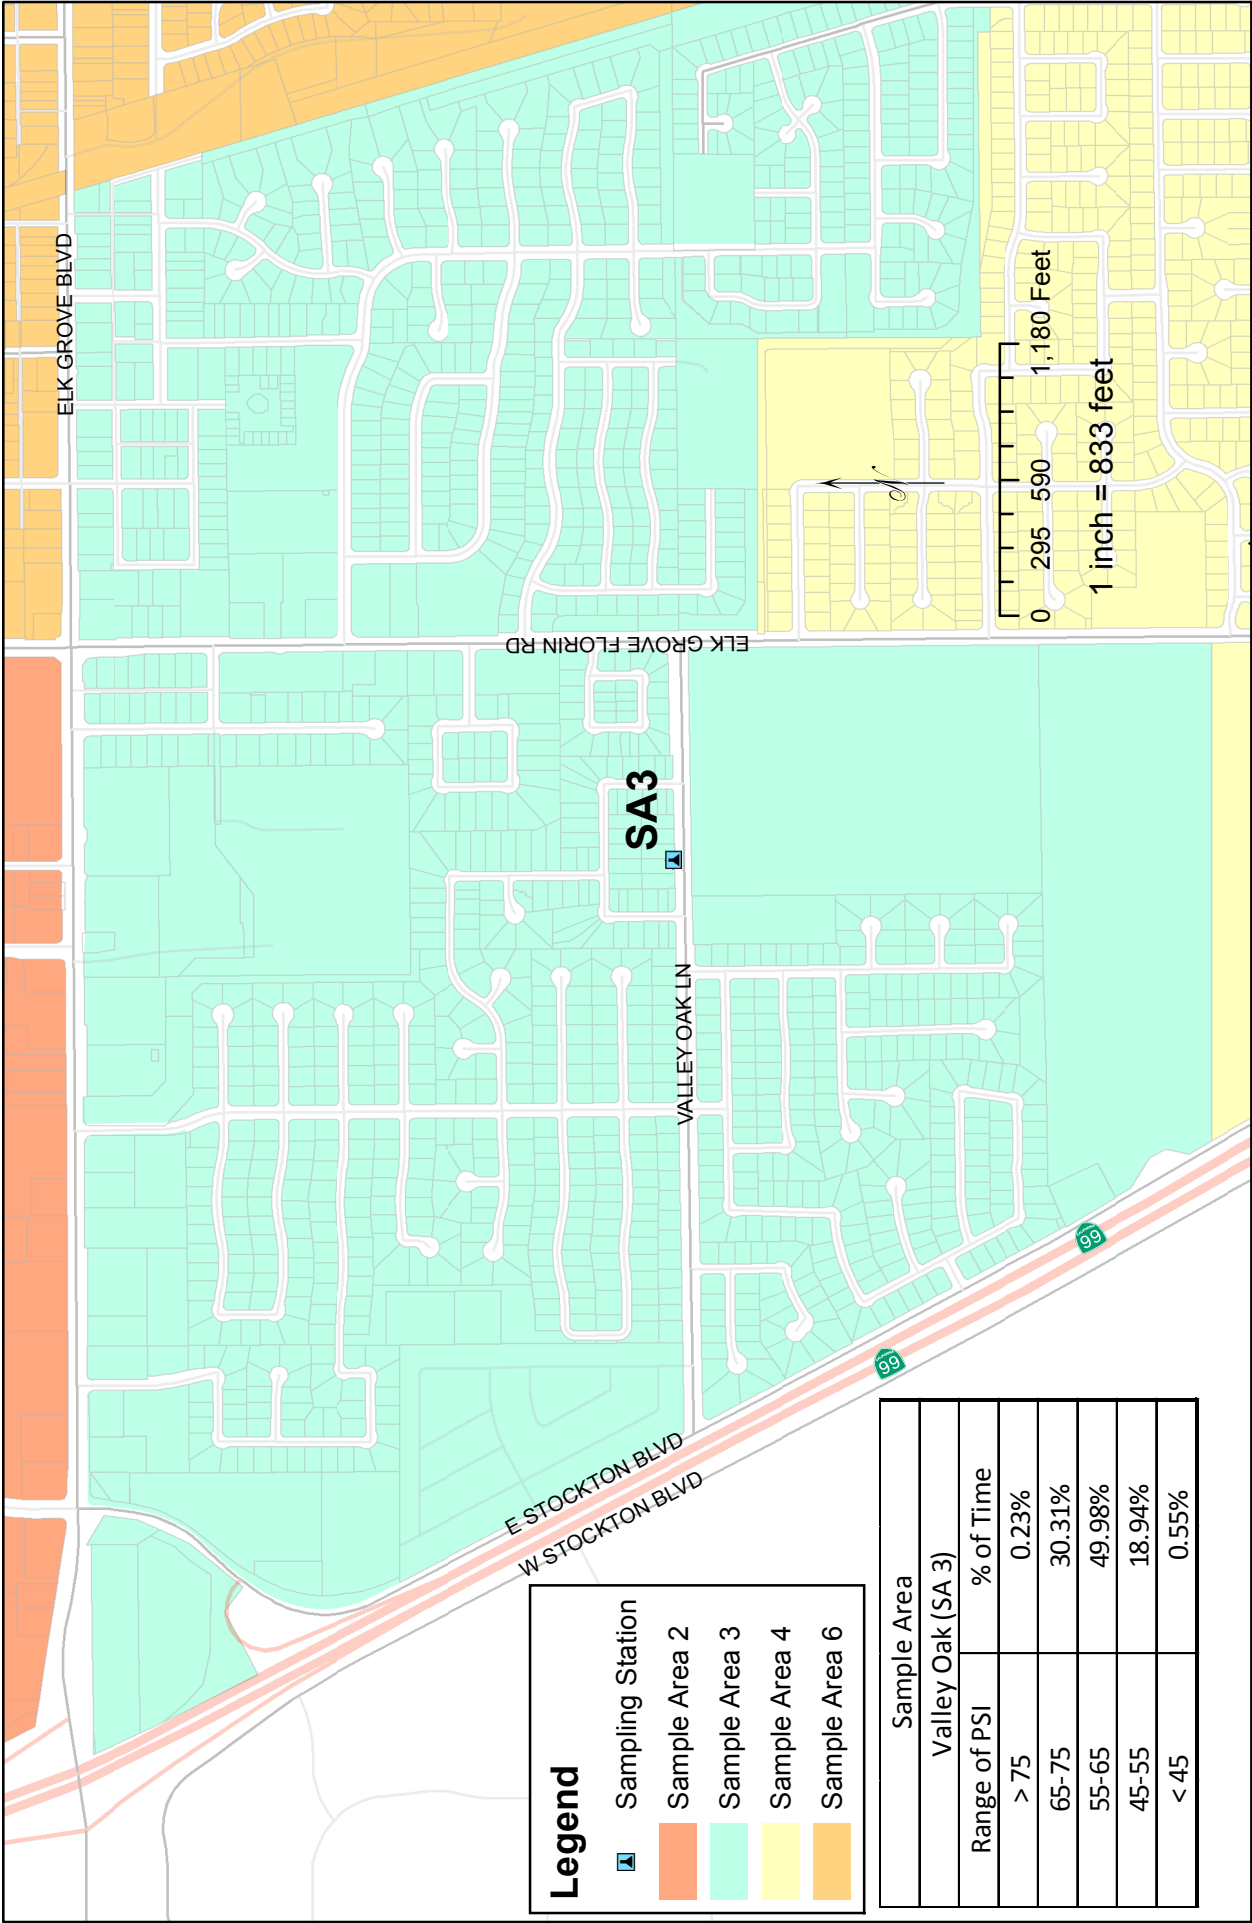 ELK GROVE BLVD
ELK GROVE FLORIN RD
SA3
VALLEY OAK LN
E STOCKTON BLVD
W STOCKTON BLVD
99
99
N
0 295 590 1,180 Feet
1 inch = 833 feet
Legend
Sampling Station
Sample Area 2
Sample Area 3
Sample Area 4
Sample Area 6
Sample Area
Valley Oak (SA 3)
Range of PSI % of Time
> 75 0.23%
65-75 30.31%
55-65 49.98%
45-55 18.94%
< 45 0.55%